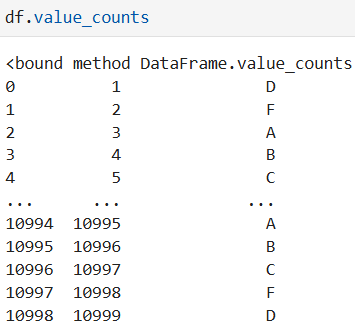 df.value_counts
<bound method DataFrame.value_counts
0 1 D
1 2 F
2 3 A
3 4 B
4 5 C
... ... ...
10994 10995 A
10995 10996 B
10996 10997 C
10997 10998 F
10998 10999 D